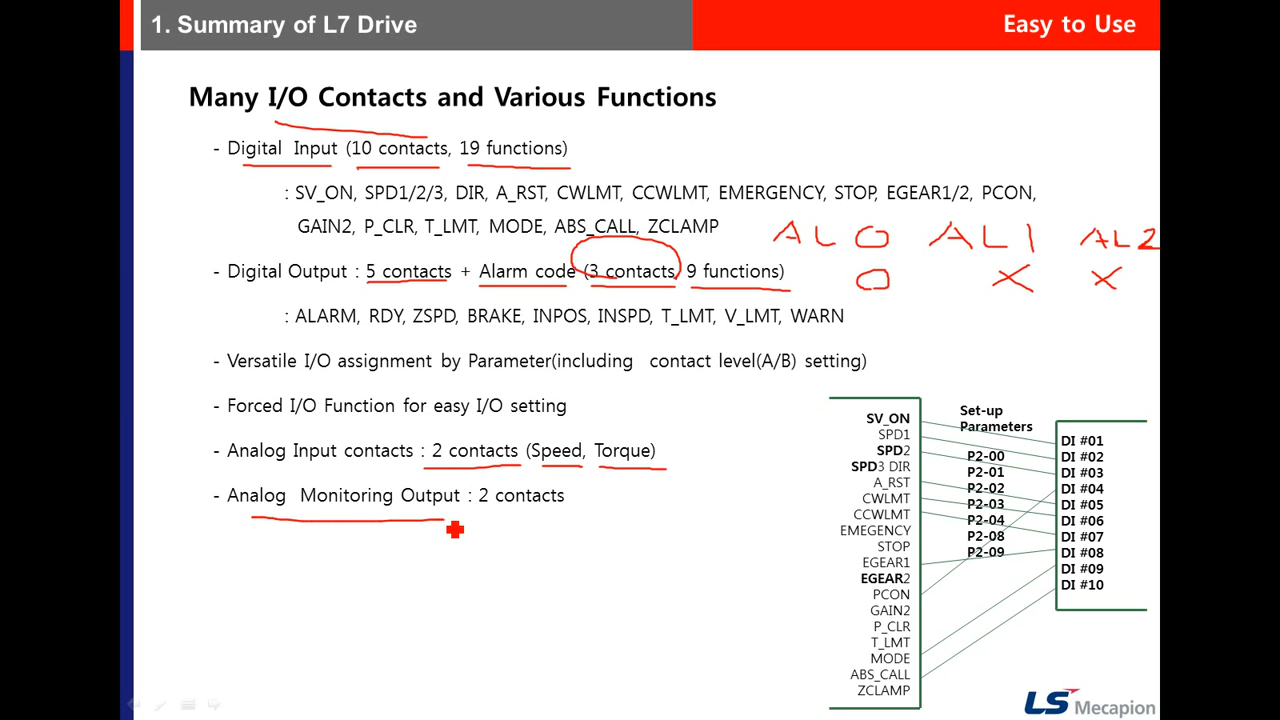 1. Summary of L7 Drive
Easy to Use
Many I/O Contacts and Various Functions
- Digital Input (10 contacts, 19 functions)
: SV_ON, SPD1/2/3, DIR, A_RST, CWLMT, CCWLMT, EMERGENCY, STOP, EGEAR1/2, PCON,
GAIN2, P_CLR, T_LMT, MODE, ABS_CALL, ZCLAMP
AL0 AL1 AL2
- Digital Output : 5 contacts + Alarm code (3 contacts, 9 functions)
O X X
: ALARM, RDY, ZSPD, BRAKE, INPOS, INSPD, T_LMT, V_LMT, WARN
- Versatile I/O assignment by Parameter(including contact level(A/B) setting)
- Forced I/O Function for easy I/O setting
- Analog Input contacts : 2 contacts (Speed, Torque)
- Analog Monitoring Output : 2 contacts
SV_ON
SPD1
SPD2
SPD3 DIR
A_RST
CWLMT
CCWLMT
EMEGENCY
STOP
EGEAR1
EGEAR2
PCON
GAIN2
P_CLR
T_LMT
MODE
ABS_CALL
ZCLAMP
Set-up
Parameters
P2-00
P2-01
P2-02
P2-03
P2-04
P2-08
P2-09
DI #01
DI #02
DI #03
DI #04
DI #05
DI #06
DI #07
DI #08
DI #09
DI #10
LS Mecapion